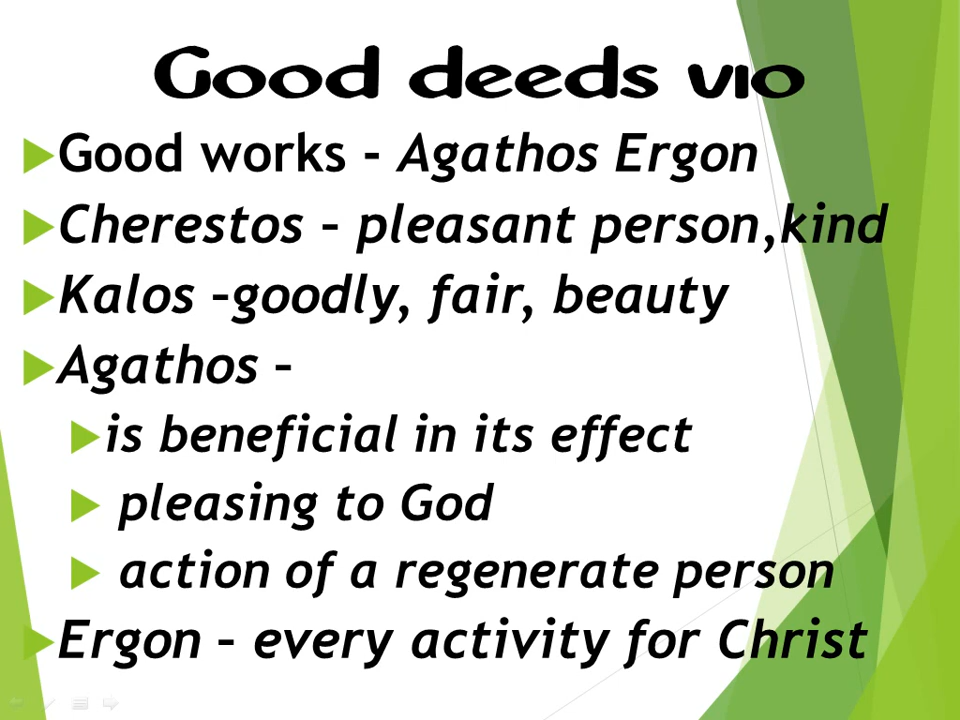 Good deeds vio
Good works - Agathos Ergon
Cherestos – pleasant person,kind
Kalos –goodly, fair, beauty
Agathos –
is beneficial in its effect
pleasing to God
action of a regenerate person
Ergon – every activity for Christ